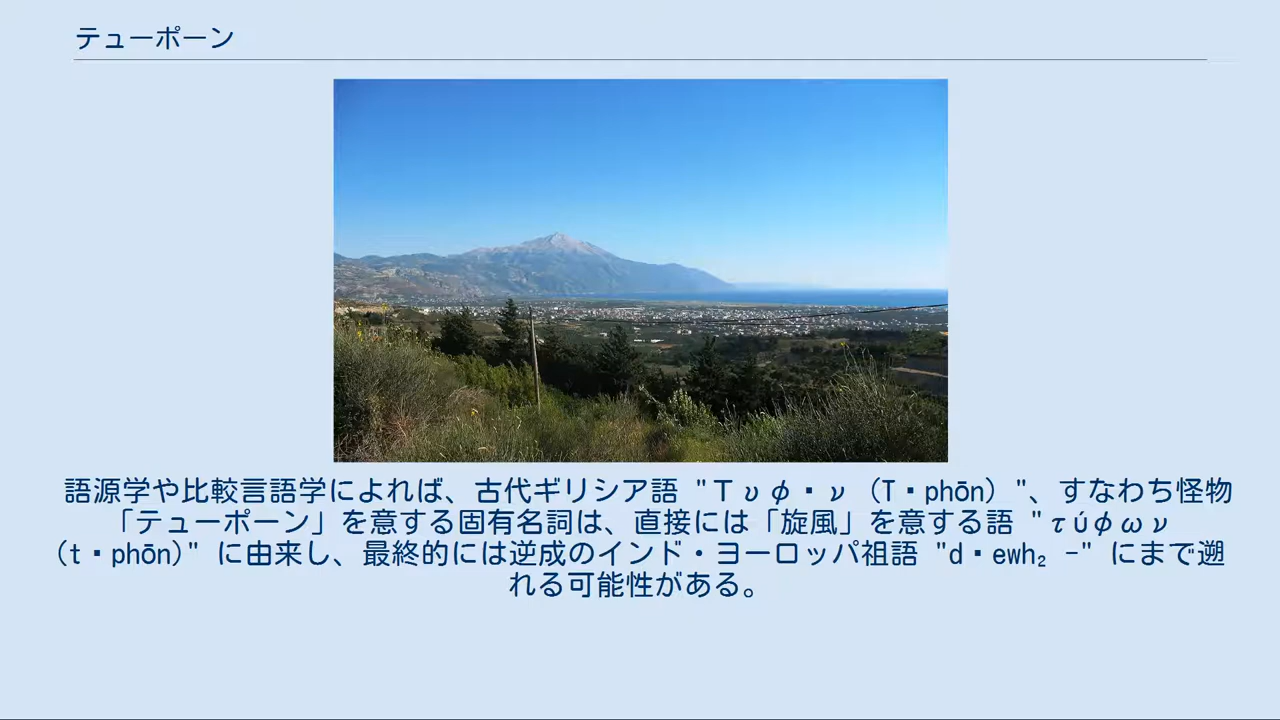 テューポーン
語源学や比較言語学によれば、古代ギリシア語 "Τυφ·ν (T·phōn) "、すなわち怪物
「テューポーン」を意する固有名詞は、直接には「旋風」を意する語 "τύφων
(t·phōn)" に由来し、最終的には逆成のインド・ヨーロッパ祖語 "d·ewh₂ -" にまで遡
れる可能性がある。